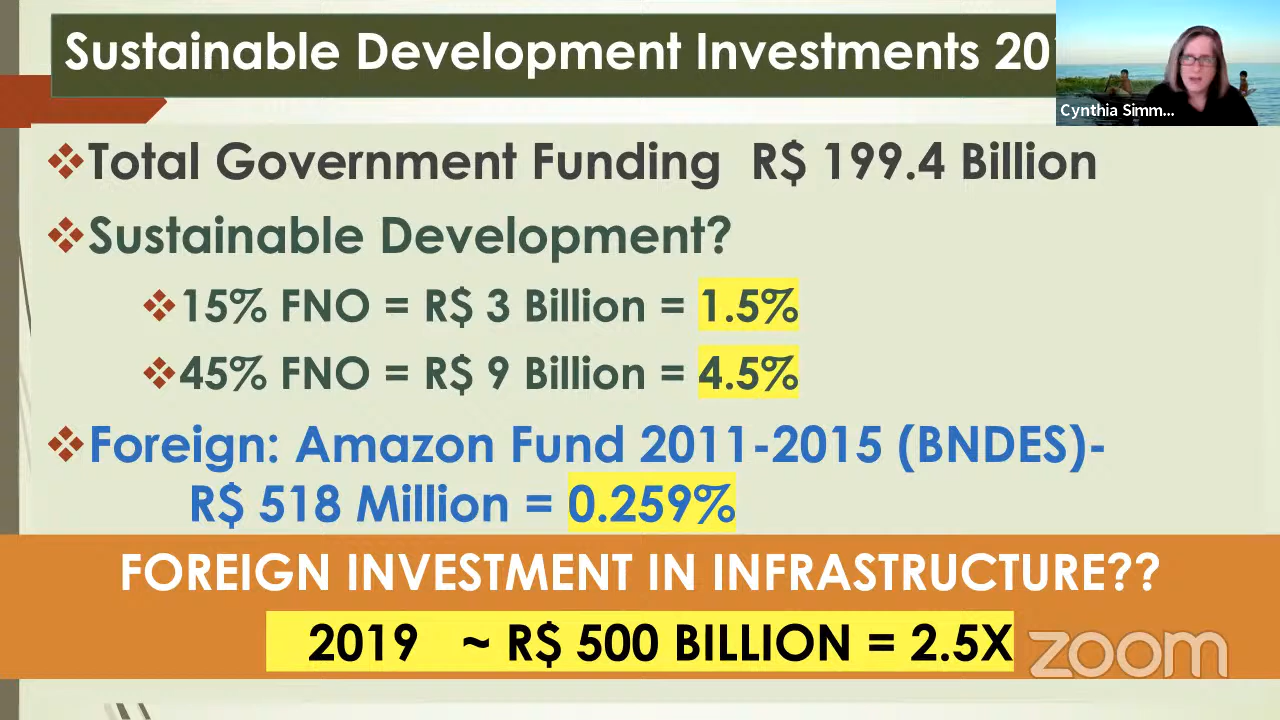 Sustainable Development Investments 20
Cynthia Simm...
Total Government Funding R$ 199.4 Billion
Sustainable Development?
15% FNO = R$ 3 Billion = 1.5%
45% FNO = R$ 9 Billion = 4.5%
Foreign: Amazon Fund 2011-2015 (BNDES)-
R$ 518 Million = 0.259%
FOREIGN INVESTMENT IN INFRASTRUCTURE??
2019 ~ R$ 500 BILLION = 2.5X
zoom